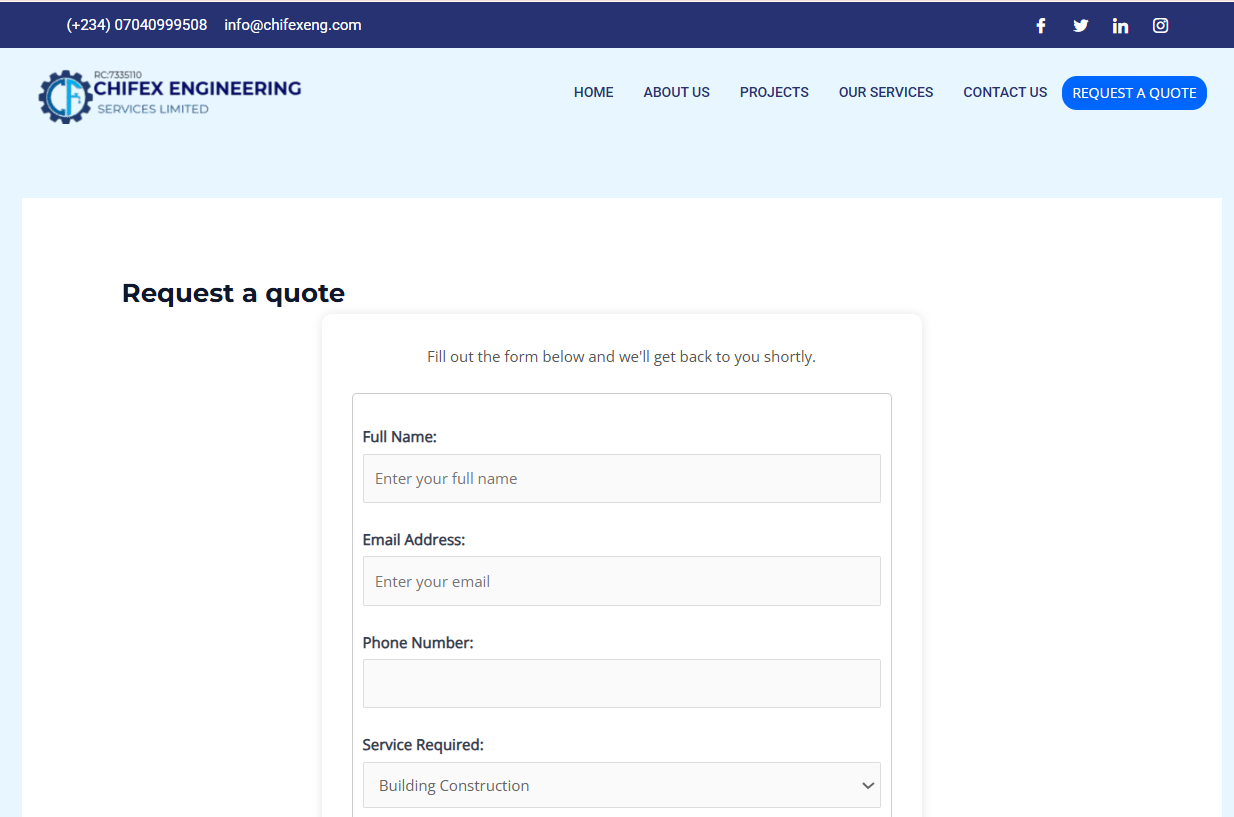 (+234) 07040999508 info@chifexeng.com
RC:7335110
CHIFEX ENGINEERING
SERVICES LIMITED
HOME ABOUT US PROJECTS OUR SERVICES CONTACT US REQUEST A QUOTE
Request a quote
Fill out the form below and we'll get back to you shortly.
Full Name:
Enter your full name
Email Address:
Enter your email
Phone Number:
Service Required:
Building Construction